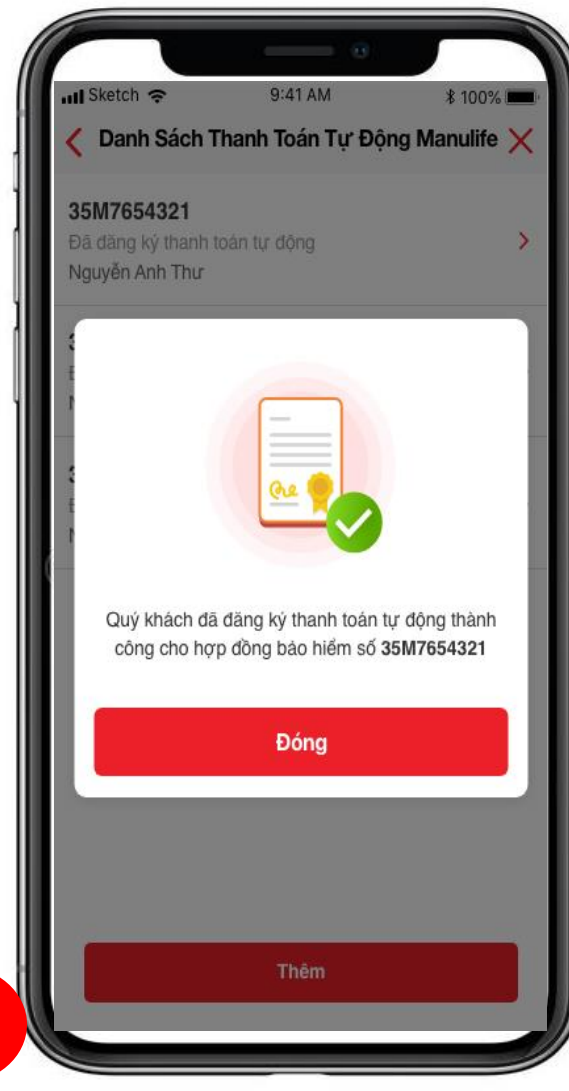 Sketch 9:41 AM 100%
Danh Sách Thanh Toán Tự Động Manulife
35M7654321
Đã đăng ký thanh toán tự động
Nguyễn Anh Thư
Quý khách đã đăng ký thanh toán tự động thành
công cho hợp đồng bảo hiểm số 35M7654321
Đóng
Thêm